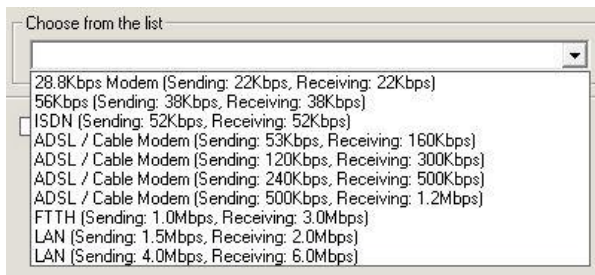 Choose from the list
28.8Kbps Modem (Sending: 22Kbps, Receiving: 22Kbps)
56Kbps (Sending: 38Kbps, Receiving: 38Kbps)
ISDN (Sending: 52Kbps, Receiving: 52Kbps)
ADSL / Cable Modem (Sending: 53Kbps, Receiving: 160Kbps)
ADSL / Cable Modem (Sending: 120Kbps, Receiving: 300Kbps)
ADSL / Cable Modem (Sending: 240Kbps, Receiving: 500Kbps)
ADSL / Cable Modem (Sending: 500Kbps, Receiving: 1.2Mbps)
FTTH (Sending: 1.0Mbps, Receiving: 3.0Mbps)
LAN (Sending: 1.5Mbps, Receiving: 2.0Mbps)
LAN (Sending: 4.0Mbps, Receiving: 6.0Mbps)